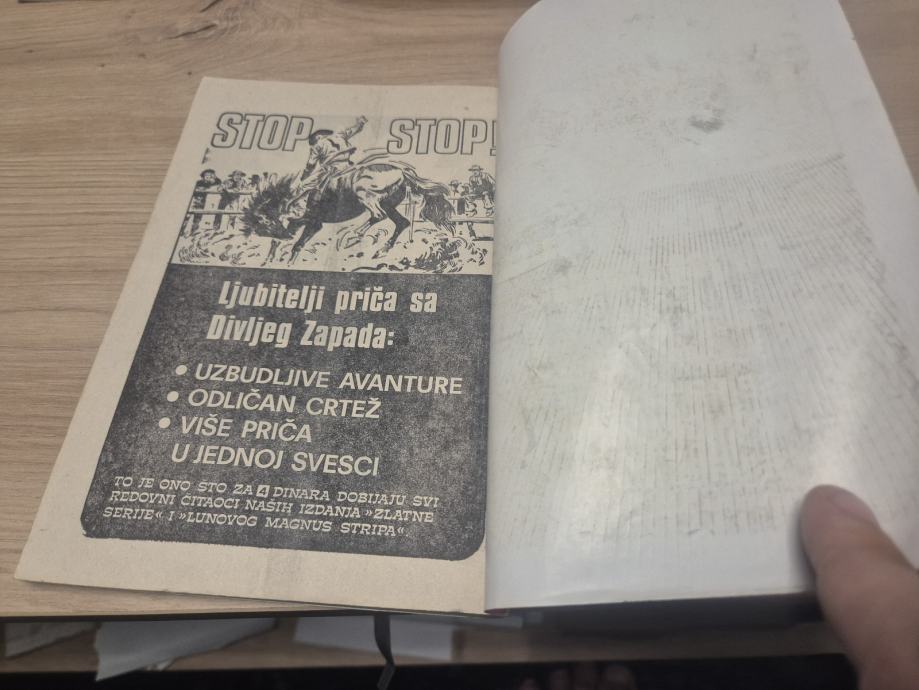 STOP STOP!
Ljubitelji priča sa
Divljeg Zapada:
• UZBUDLJIVE AVANTURE
• ODLIČAN CRTEŽ
• VIŠE PRIČA
U JEDNOJ SVESCI
TO JE ONO ŠTO ZA 4 DINARA DOBIJAJU SVI
REDOVNI ČITAOCI NAŠIH IZDANJA »ZLATNE
SERIJE« I »LUNOVOG MAGNUS STRIPA«.